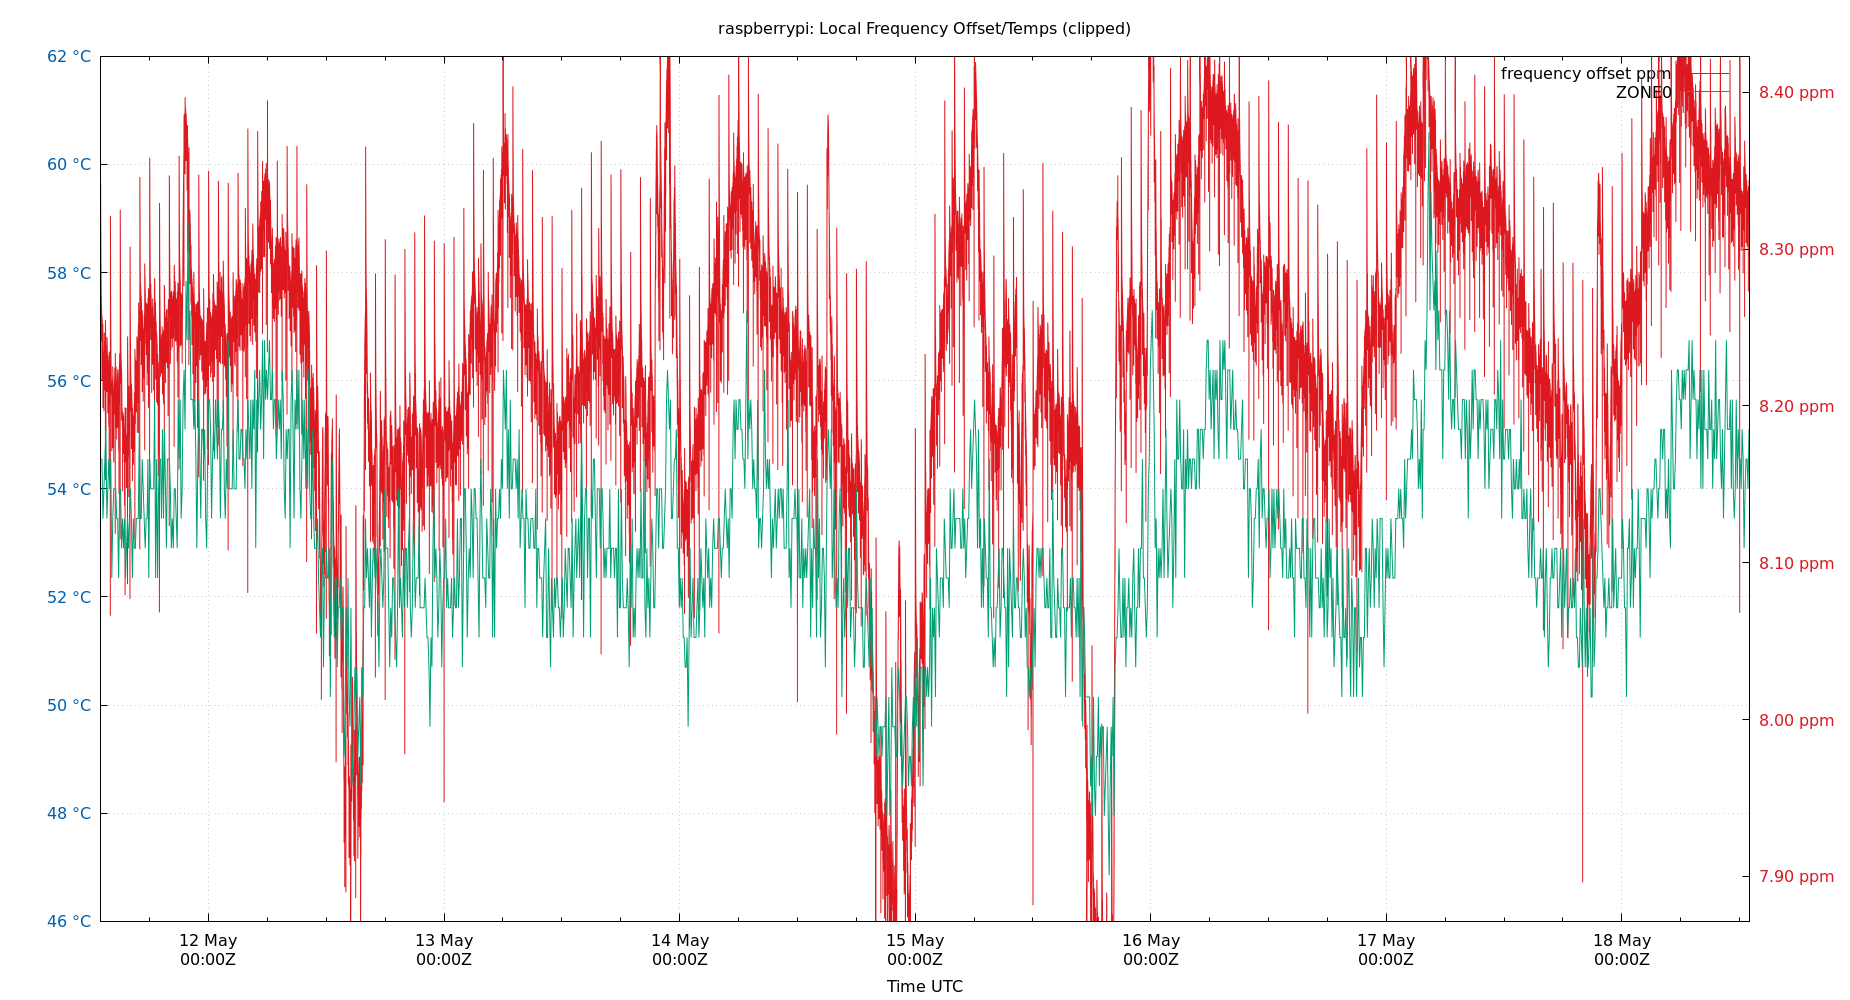 raspberrypi: Local Frequency Offset/Temps (clipped)
62 °C
60 °C
58 °C
56 °C
54 °C
52 °C
50 °C
48 °C
46 °C
frequency offset ppm
ZONE0
8.40 ppm
8.30 ppm
8.20 ppm
8.10 ppm
8.00 ppm
7.90 ppm
12 May
00:00Z
13 May
00:00Z
14 May
00:00Z
15 May
00:00Z
16 May
00:00Z
17 May
00:00Z
18 May
00:00Z
Time UTC